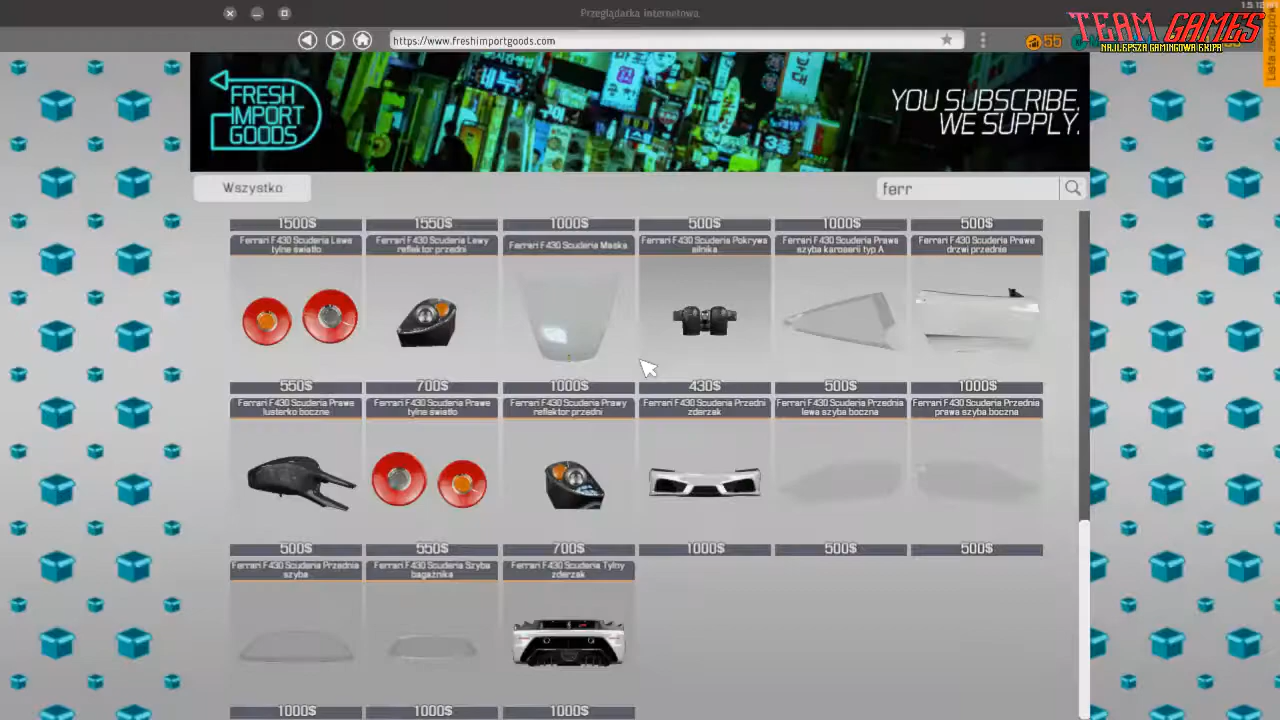 Przeglądarka internetowa
1.5.12
TEAM GAMES
NAJLEPSZA GAMINGOWA EKIPA
https://www.freshimportgoods.com
55
Lista zakupów
FRESH
IMPORT
GOODS
YOU SUBSCRIBE.
WE SUPPLY.
Wszystko
ferr
1500$ 1550$ 1000$ 500$ 1000$ 500$
Ferrari F430 Scuderia Lewe
tylne światło
Ferrari F430 Scuderia Lewy
reflektor przedni
Ferrari F430 Scuderia Maska
Ferrari F430 Scuderia Pokrywa
silnika
Ferrari F430 Scuderia Prawa
szyba karoserii typ A
Ferrari F430 Scuderia Prawe
drzwi przednie
550$ 700$ 1000$ 430$ 500$ 1000$
Ferrari F430 Scuderia Prawe
lusterko boczne
Ferrari F430 Scuderia Prawe
tylne światło
Ferrari F430 Scuderia Prawy
reflektor przedni
Ferrari F430 Scuderia Przedni
zderzak
Ferrari F430 Scuderia Przednia
lewa szyba boczna
Ferrari F430 Scuderia Przednia
prawa szyba boczna
500$ 550$ 700$ 1000$ 500$ 500$
Ferrari F430 Scuderia Przednia
szyba
Ferrari F430 Scuderia Szyba
bagażnika
Ferrari F430 Scuderia Tylny
zderzak
1000$ 1000$ 1000$